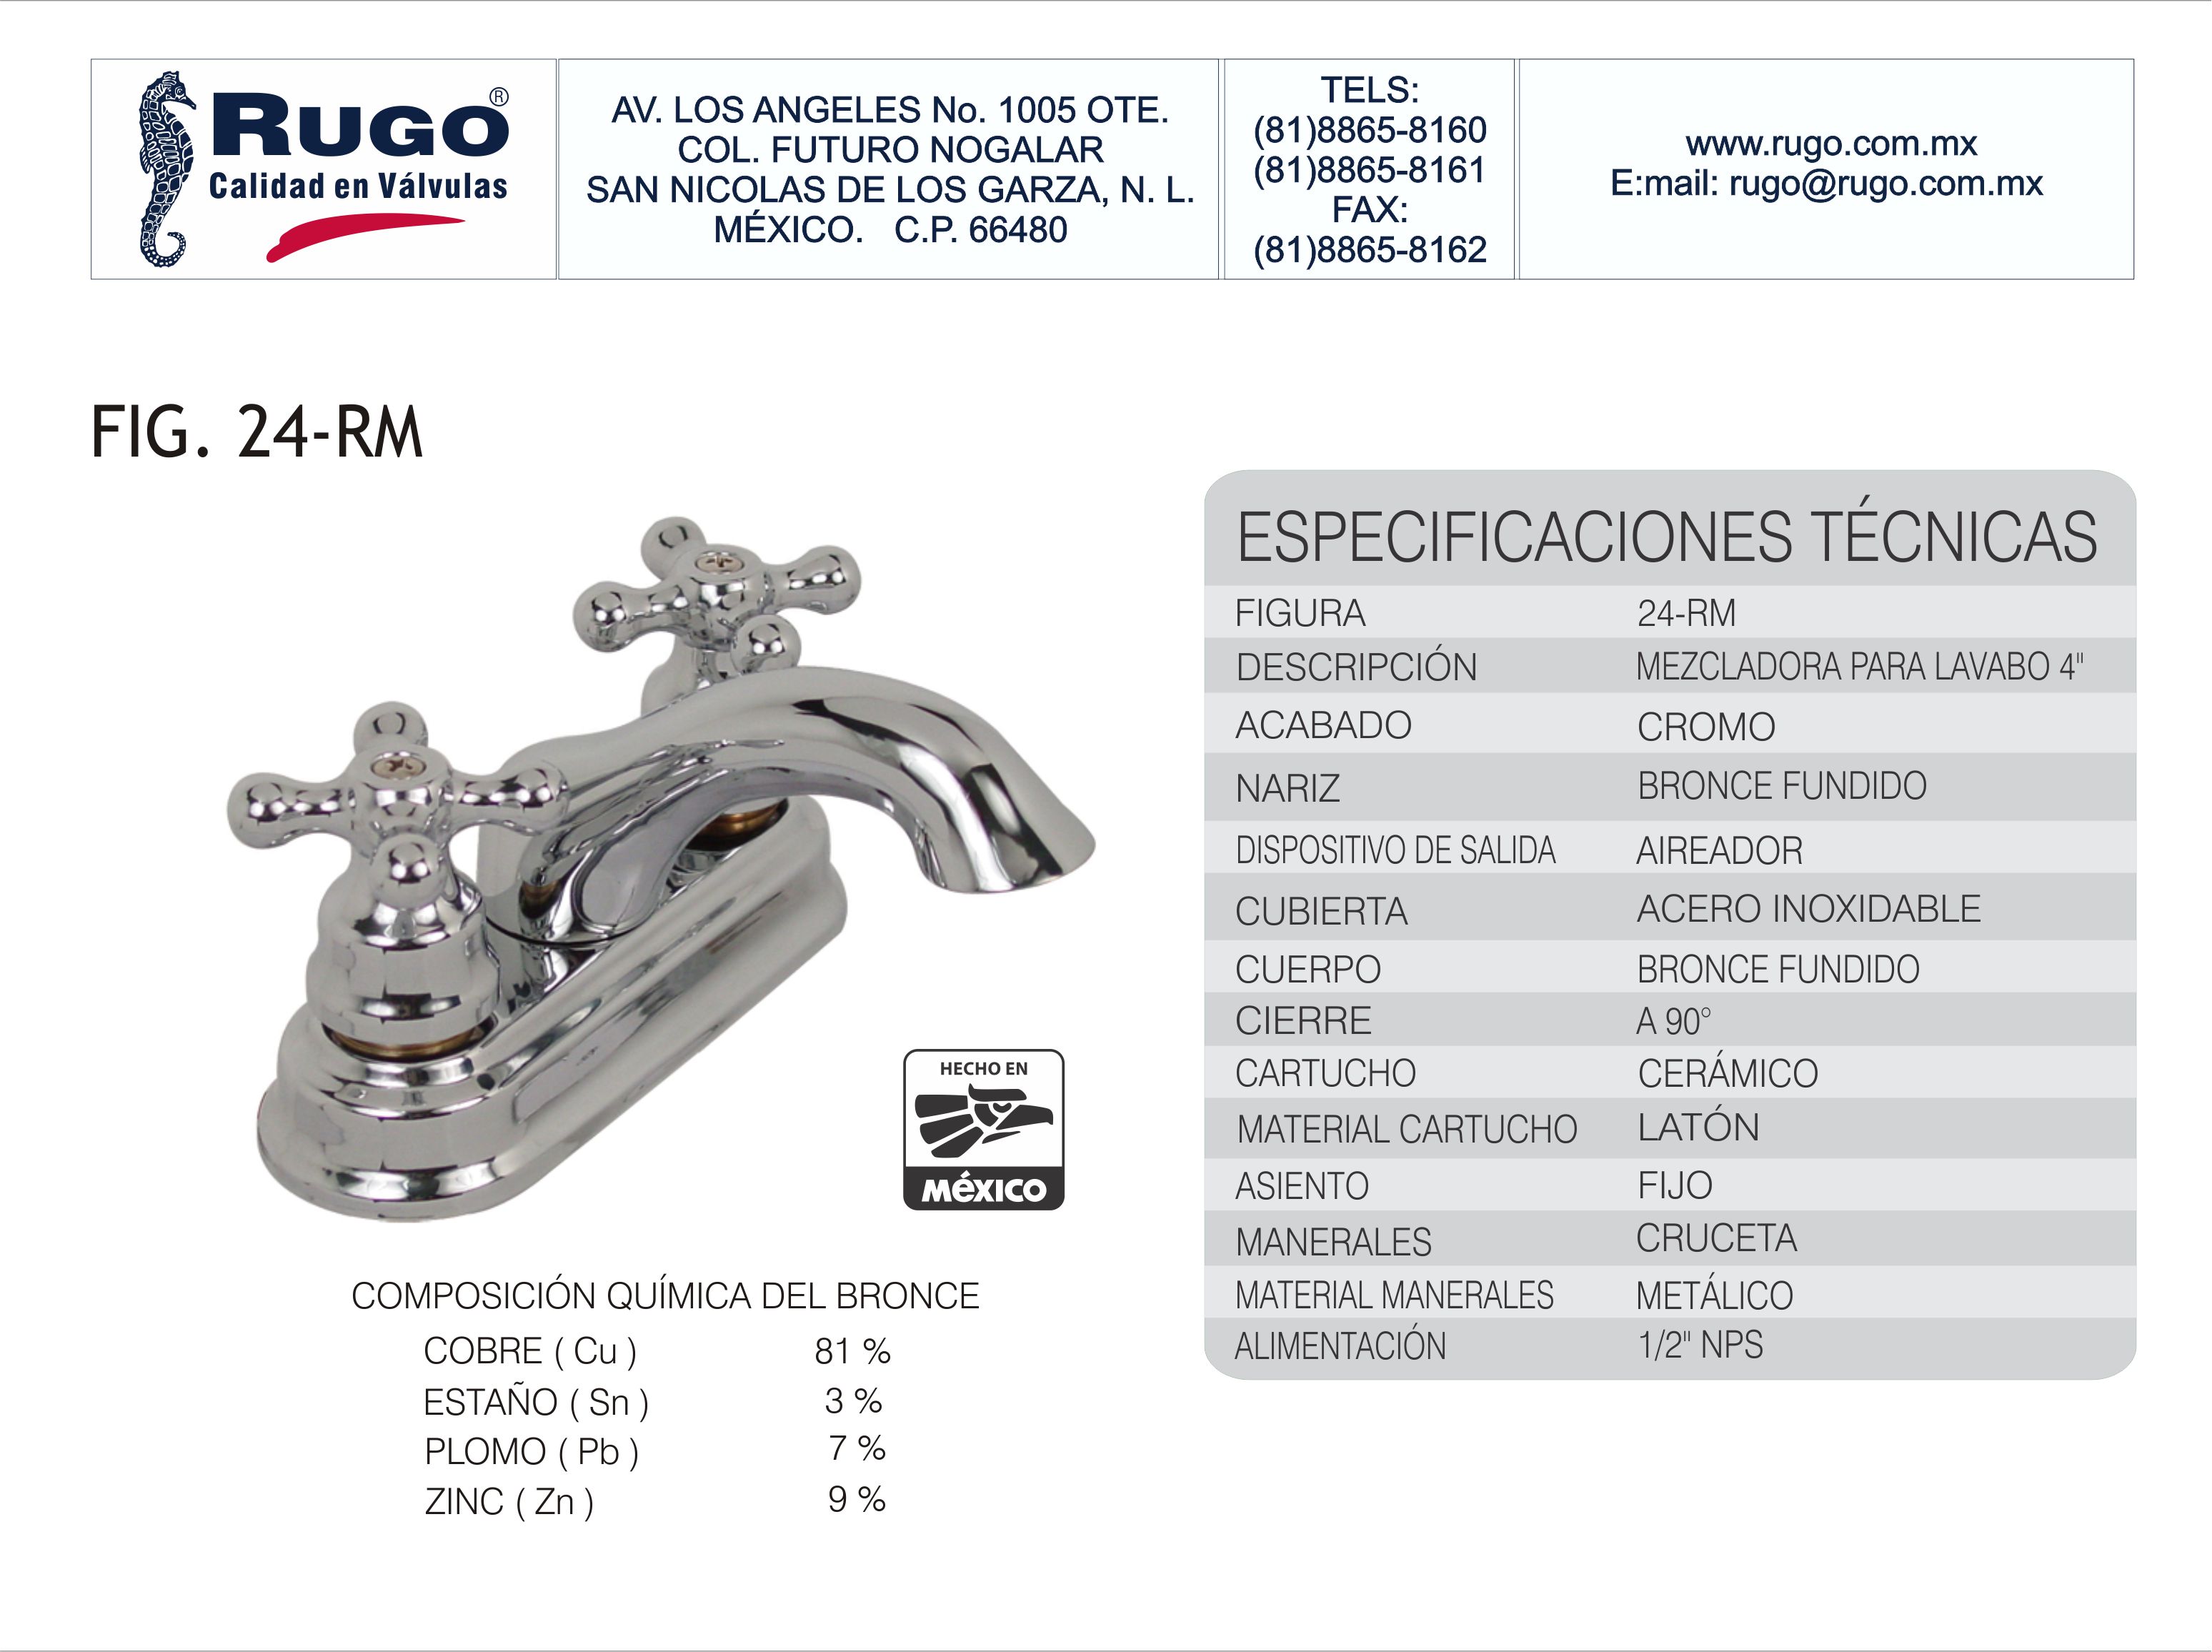 RUGO®
Calidad en Válvulas
AV. LOS ANGELES No. 1005 OTE.
COL. FUTURO NOGALAR
SAN NICOLAS DE LOS GARZA, N. L.
MÉXICO. C.P. 66480
TELS:
(81)8865-8160
(81)8865-8161
FAX:
(81)8865-8162
www.rugo.com.mx
E:mail: rugo@rugo.com.mx
FIG. 24-RM
HECHO EN
MéXICO
COMPOSICIÓN QUÍMICA DEL BRONCE
COBRE ( Cu ) 81 %
ESTAÑO ( Sn ) 3 %
PLOMO ( Pb ) 7 %
ZINC ( Zn ) 9 %
ESPECIFICACIONES TÉCNICAS
FIGURA 24-RM
DESCRIPCIÓN MEZCLADORA PARA LAVABO 4"
ACABADO CROMO
NARIZ BRONCE FUNDIDO
DISPOSITIVO DE SALIDA AIREADOR
CUBIERTA ACERO INOXIDABLE
CUERPO BRONCE FUNDIDO
CIERRE A 90°
CARTUCHO CERÁMICO
MATERIAL CARTUCHO LATÓN
ASIENTO FIJO
MANERALES CRUCETA
MATERIAL MANERALES METÁLICO
ALIMENTACIÓN 1/2" NPS